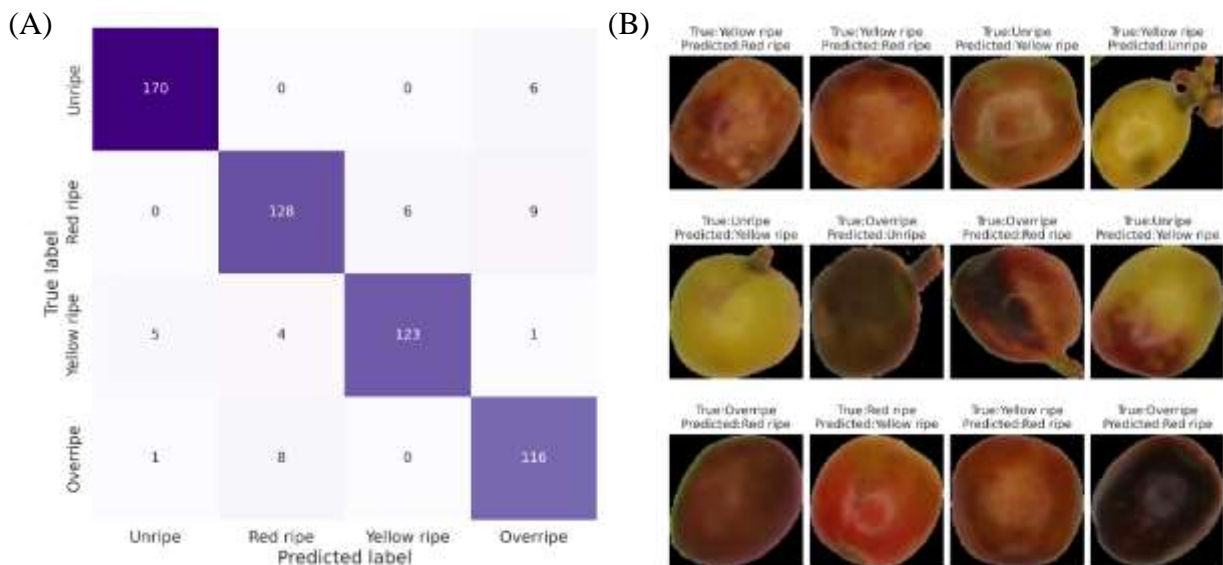 (A)
Unripe
Red ripe
Yellow ripe
Overripe
True label
170 0 0 6
0 128 6 9
5 4 123 1
1 8 0 116
Unripe Red ripe Yellow ripe Overripe
Predicted label
(B)
True:Yellow ripe
Predicted:Red ripe
True:Yellow ripe
Predicted:Red ripe
True:Unripe
Predicted:Yellow ripe
True:Yellow ripe
Predicted:Unripe
True:Unripe
Predicted:Yellow ripe
True:Overripe
Predicted:Unripe
True:Overripe
Predicted:Red ripe
True:Unripe
Predicted:Yellow ripe
True:Overripe
Predicted:Red ripe
True:Red ripe
Predicted:Yellow ripe
True:Yellow ripe
Predicted:Red ripe
True:Overripe
Predicted:Red ripe